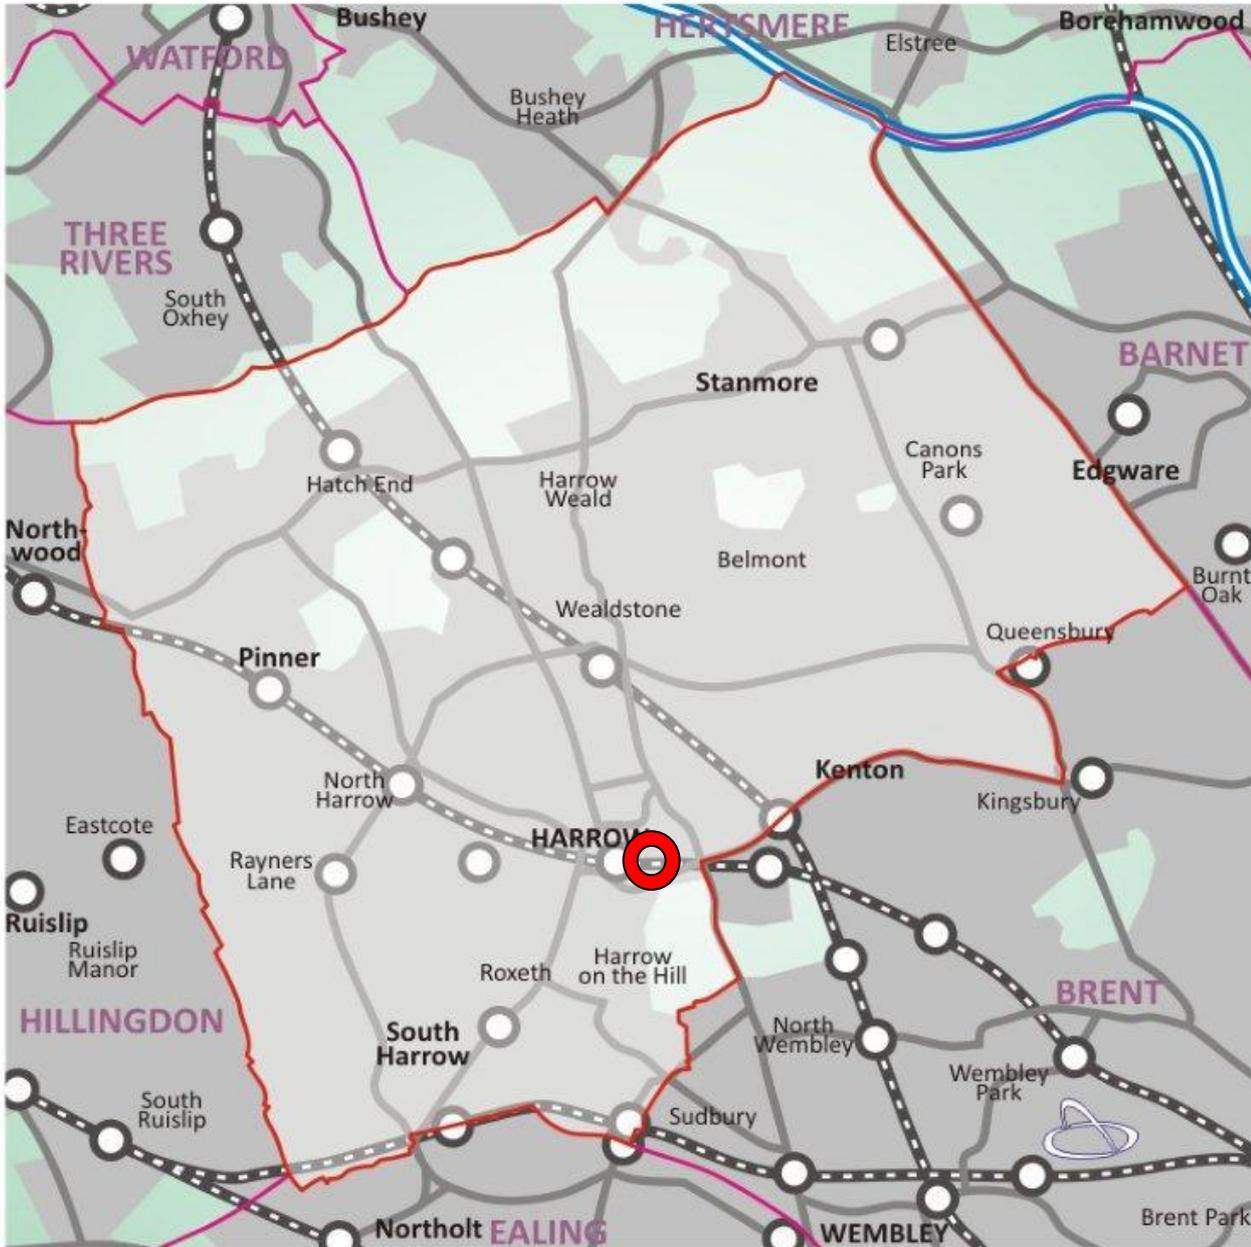 Bushey
HERTSMERE
Borehamwood
WATFORD
Elstree
Bushey
Heath
THREE
RIVERS
South
Oxhey
BARNET
Stanmore
Canons
Park
Edgware
Hatch End
Harrow
Weald
North-
wood
Belmont
Burnt
Oak
Wealdstone
Queensbury
Pinner
Kenton
North
Harrow
Kingsbury
Eastcote
HARROW
Rayners
Lane
Ruislip
Ruislip
Manor
Harrow
on the Hill
Roxeth
BRENT
HILLINGDON
South
Harrow
North
Wembley
Wembley
Park
South
Ruislip
Sudbury
Northolt
EALING
WEMBLEY
Brent Park